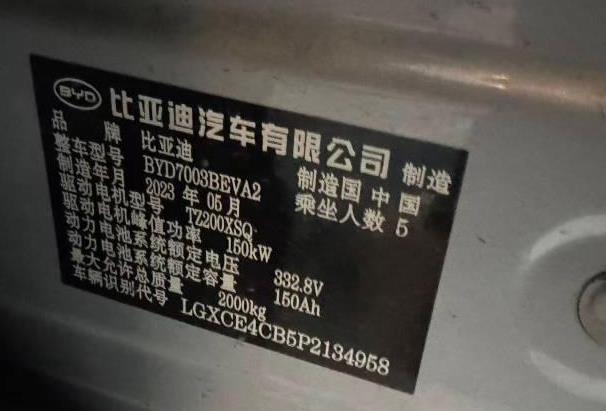 BYD 比亚迪汽车有限公司 制造
品牌 比亚迪 制造国 中国
整车型号 BYD7003BEVA2 乘坐人数 5
制造年月 2023 年 05 月
驱动电机型号 TZ200XSQ
驱动电机峰值功率 150kW
动力电池系统额定电压 332.8V
动力电池系统额定容量 150Ah
最大允许总质量 2000kg
车辆识别代号 LGXCE4CB5P2134958